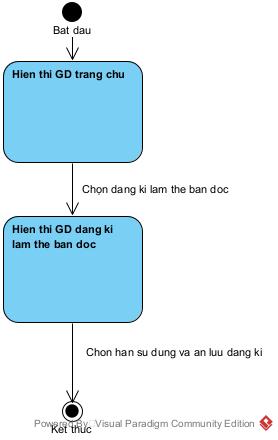 Bat dau
Hien thi GD trang chu
Chọn dang ki lam the ban doc
Hien thi GD dang ki
lam the ban doc
Chon han su dung va an luu dang ki
Powered By Visual Paradigm Community Edition
Ket thuc